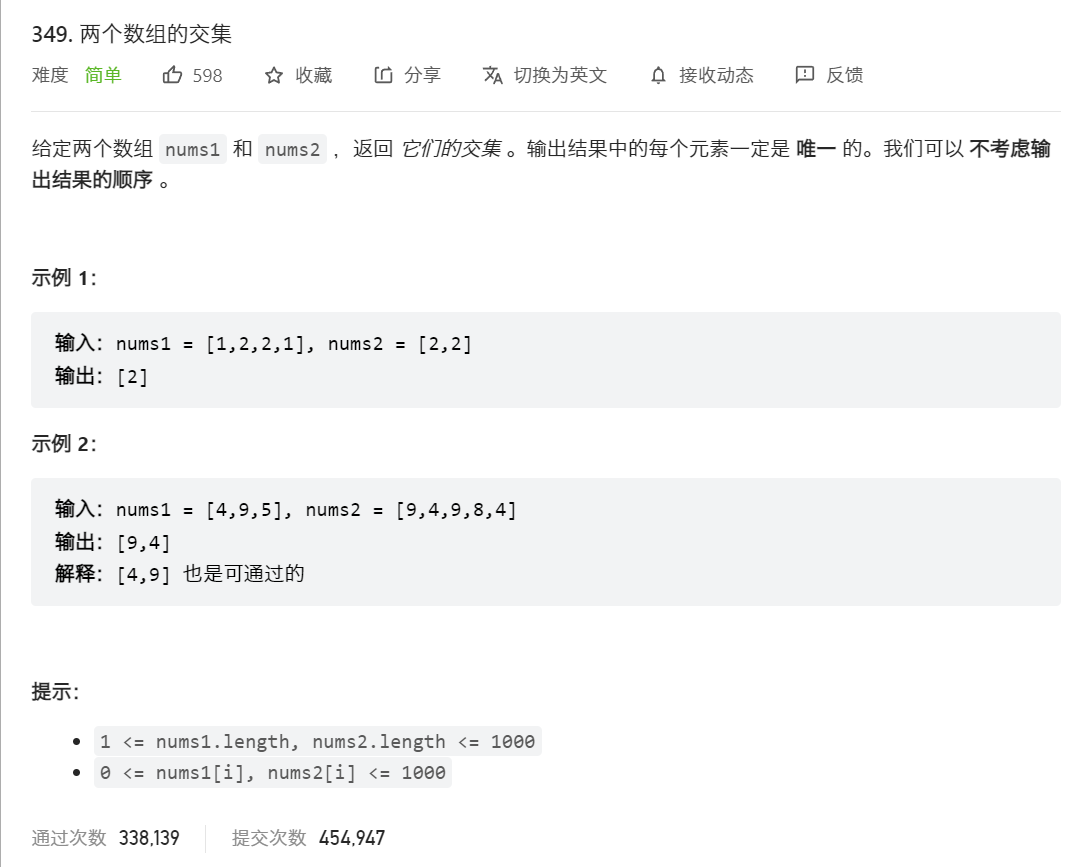 349. 两个数组的交集
难度 简单 598 收藏 分享 切换为英文 接收动态 反馈
给定两个数组 nums1 和 nums2 ，返回 它们的交集 。输出结果中的每个元素一定是 唯一 的。我们可以 不考虑输
出结果的顺序 。
示例 1：
输入：nums1 = [1,2,2,1], nums2 = [2,2]
输出：[2]
示例 2：
输入：nums1 = [4,9,5], nums2 = [9,4,9,8,4]
输出：[9,4]
解释：[4,9] 也是可通过的
提示：
1 <= nums1.length, nums2.length <= 1000
0 <= nums1[i], nums2[i] <= 1000
通过次数 338,139 提交次数 454,947